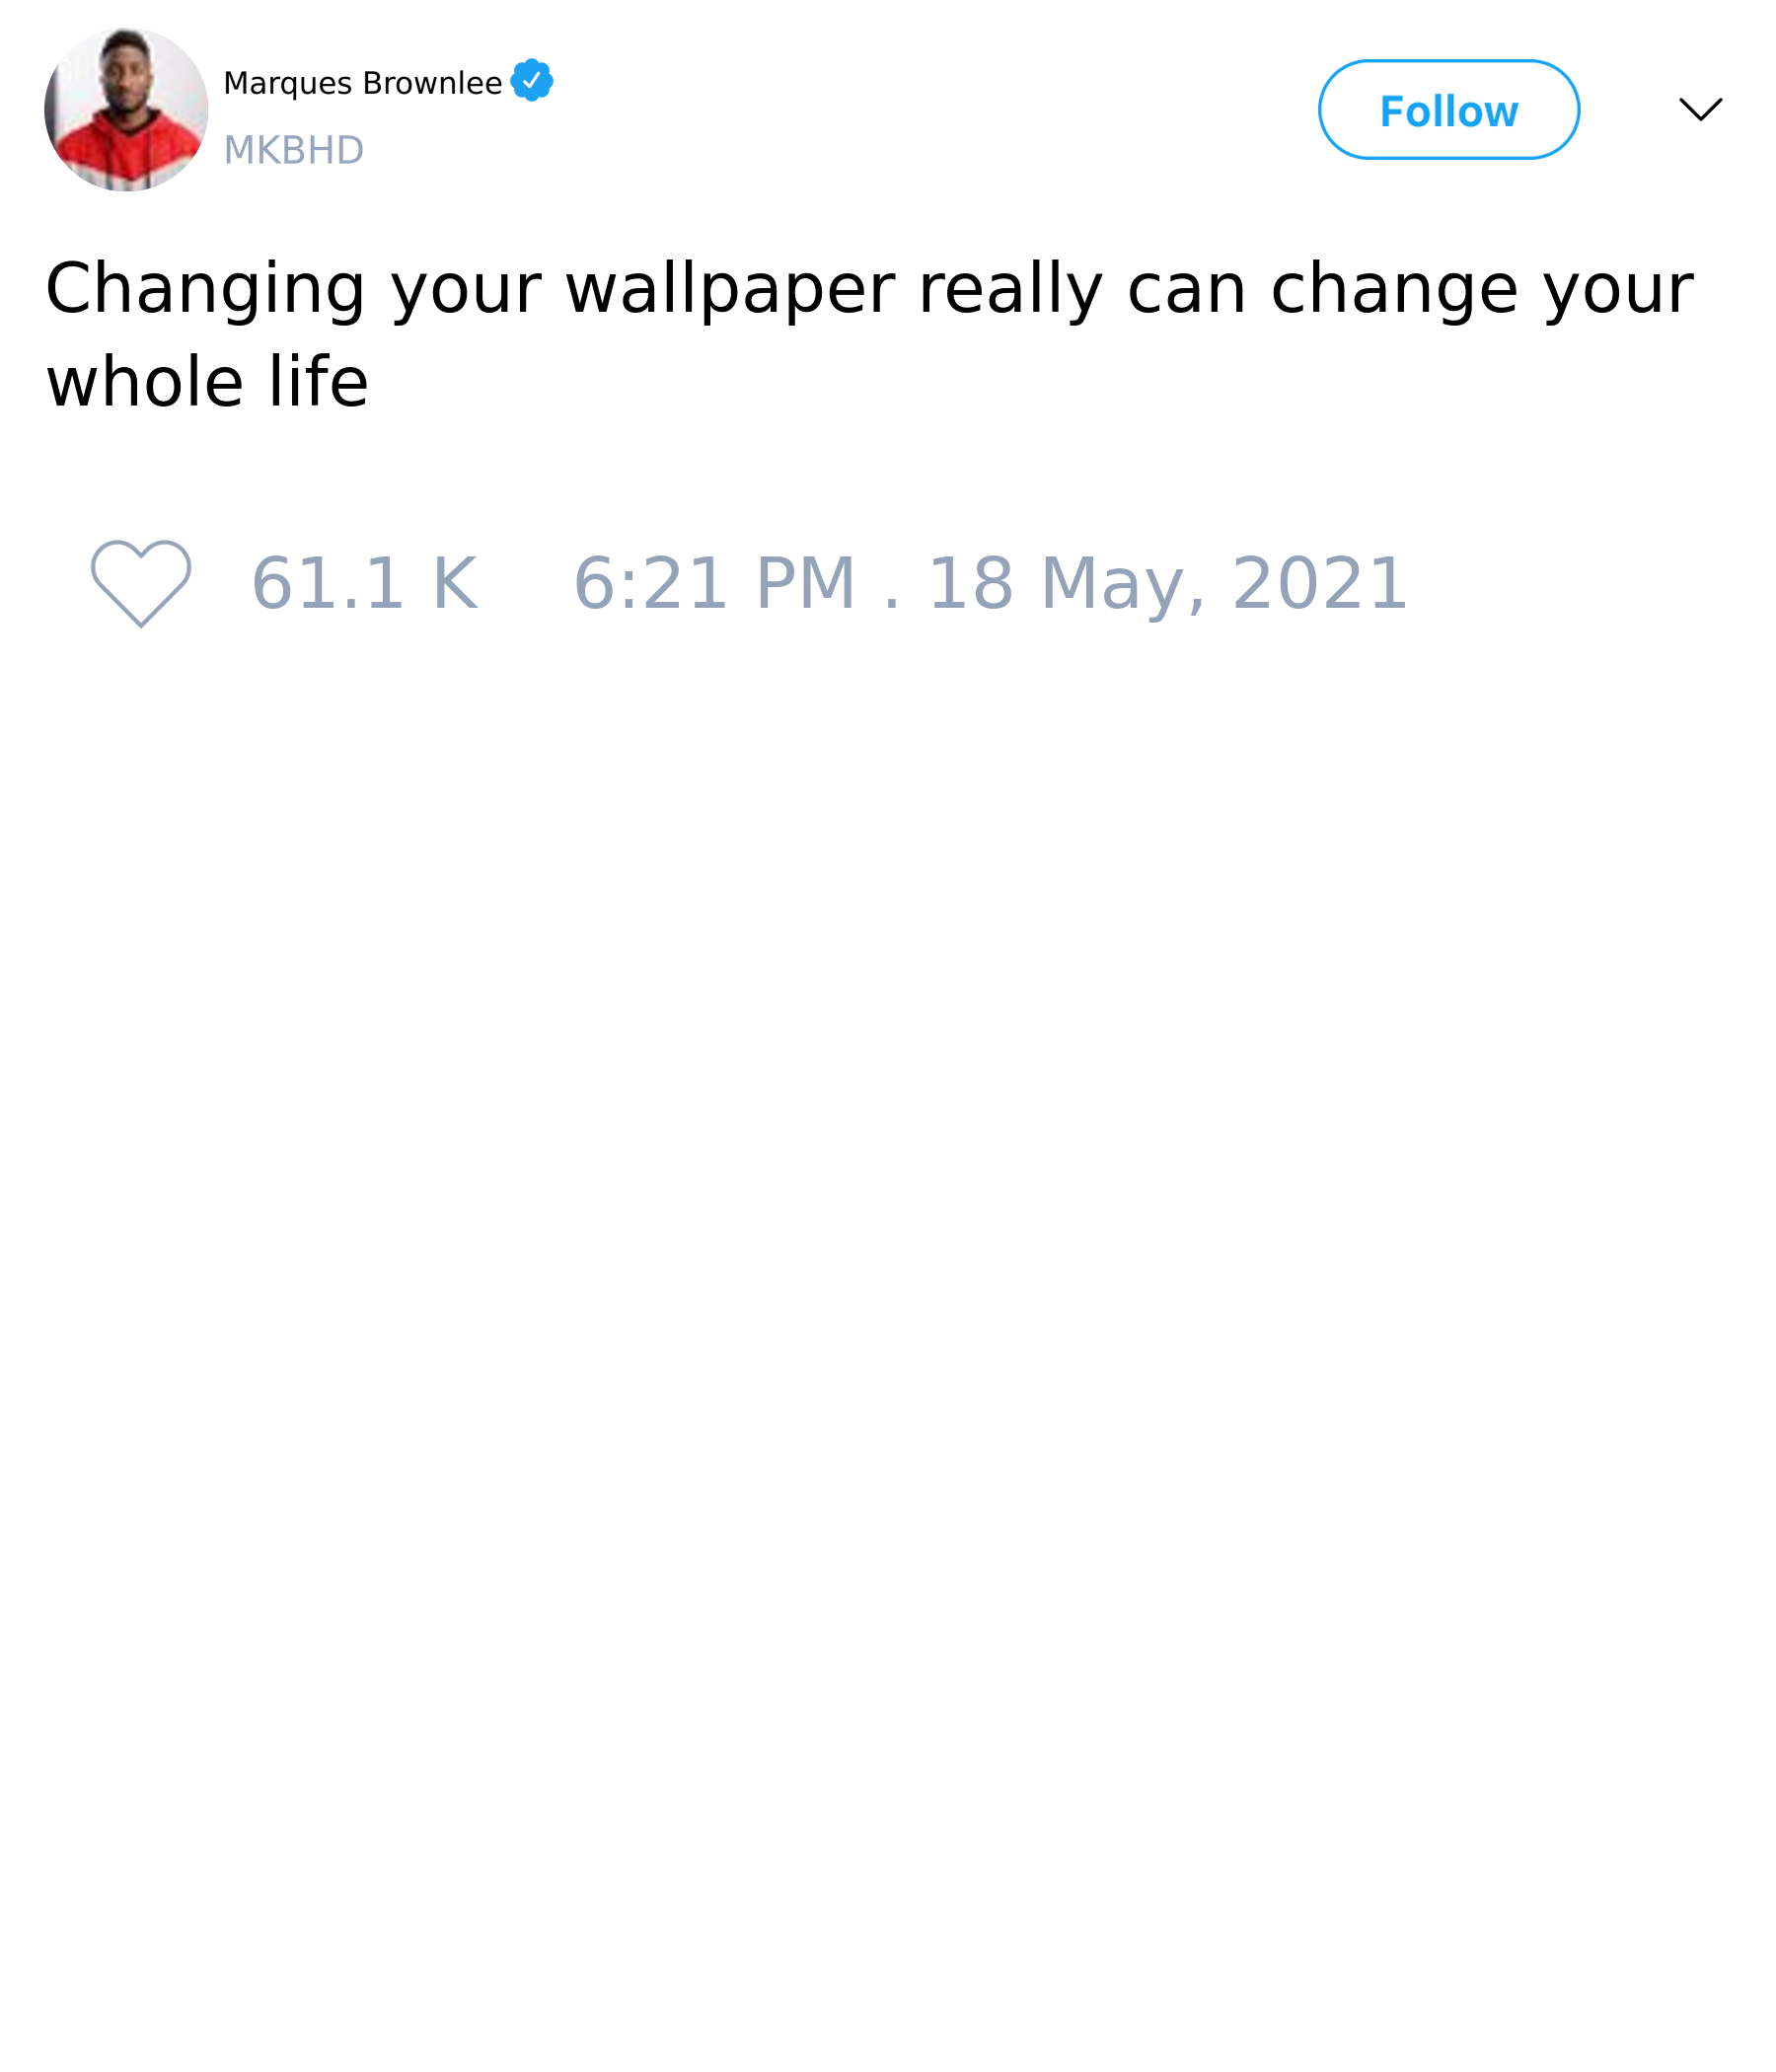 Marques Brownlee
MKBHD
Follow
Changing your wallpaper really can change your
whole life
61.1 K 6:21 PM . 18 May, 2021